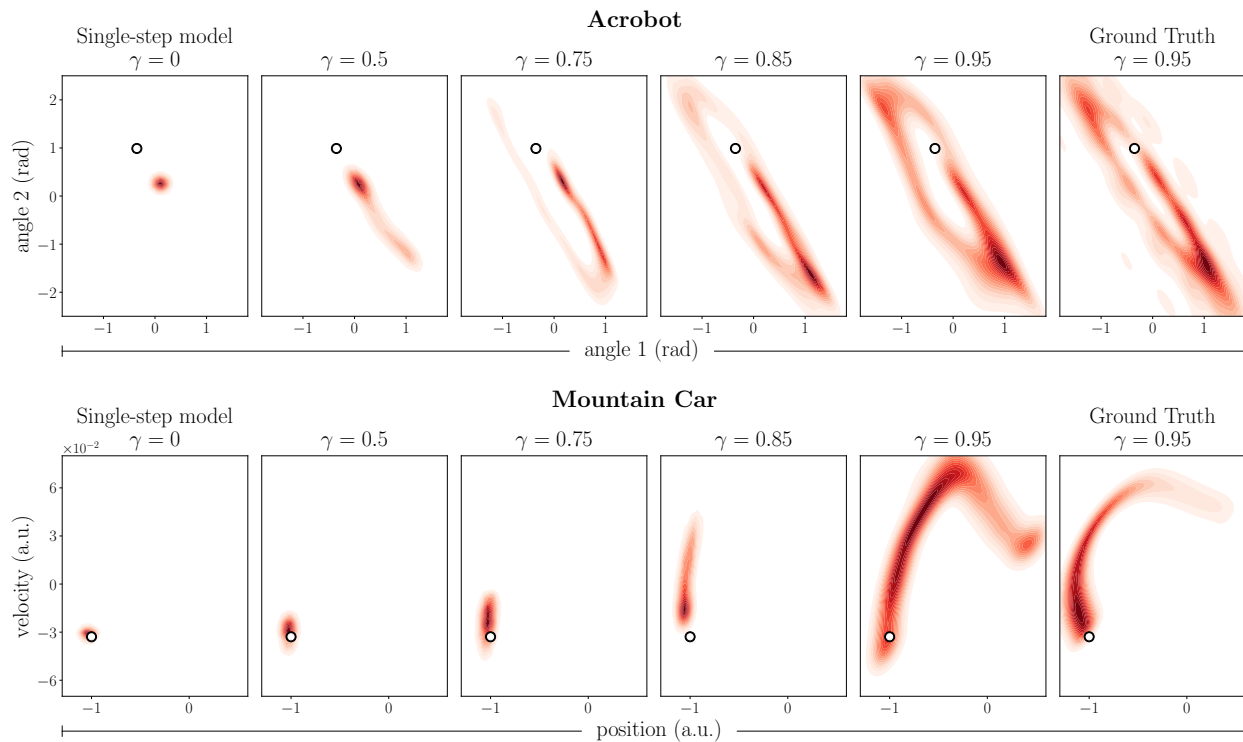 Acrobot
Single-step model
Ground Truth
γ = 0
γ = 0.5
γ = 0.75
γ = 0.85
γ = 0.95
γ = 0.95
angle 2 (rad)
2
1
0
−1
−2
−1 0 1
−1 0 1
−1 0 1
−1 0 1
−1 0 1
−1 0 1
angle 1 (rad)
Mountain Car
Single-step model
Ground Truth
γ = 0
γ = 0.5
γ = 0.75
γ = 0.85
γ = 0.95
γ = 0.95
×10⁻²
velocity (a.u.)
6
3
0
−3
−6
−1 0
−1 0
−1 0
−1 0
−1 0
−1 0
position (a.u.)